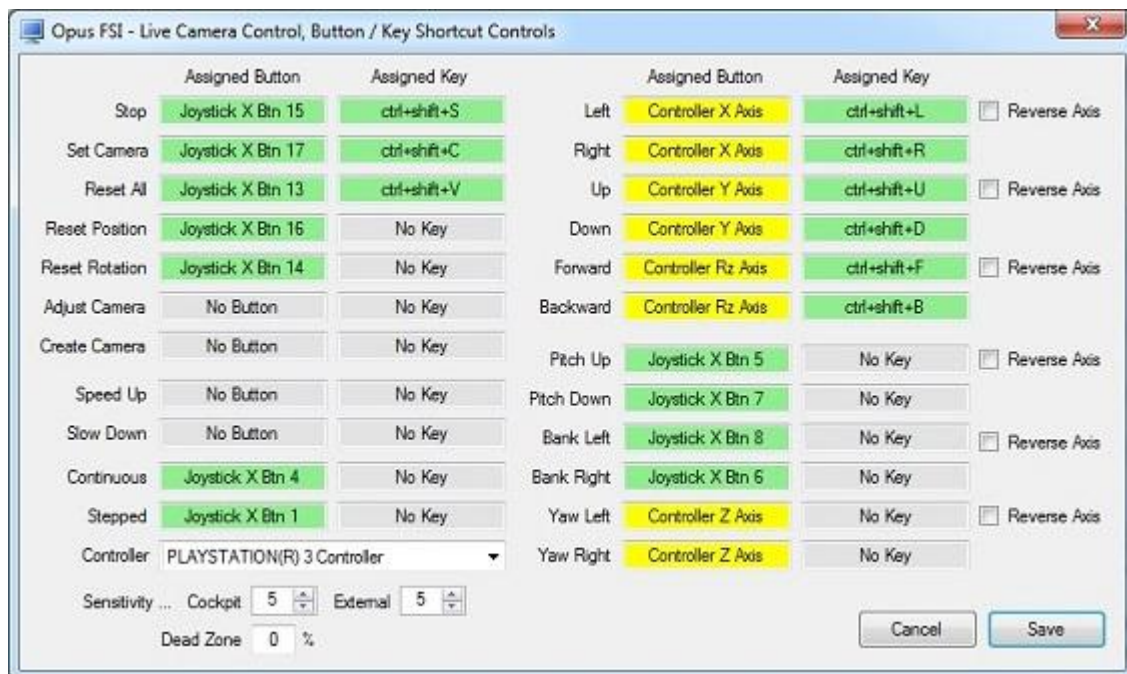 Opus FSI - Live Camera Control, Button / Key Shortcut Controls
Assigned Button Assigned Key Assigned Button Assigned Key
Stop Joystick X Btn 15 ctrl+shift+S Left Controller X Axis ctrl+shift+L Reverse Axis
Set Camera Joystick X Btn 17 ctrl+shift+C Right Controller X Axis ctrl+shift+R
Reset All Joystick X Btn 13 ctrl+shift+V Up Controller Y Axis ctrl+shift+U Reverse Axis
Reset Position Joystick X Btn 16 No Key Down Controller Y Axis ctrl+shift+D
Reset Rotation Joystick X Btn 14 No Key Forward Controller Rz Axis ctrl+shift+F Reverse Axis
Adjust Camera No Button No Key Backward Controller Rz Axis ctrl+shift+B
Create Camera No Button No Key Pitch Up Joystick X Btn 5 No Key Reverse Axis
Speed Up No Button No Key Pitch Down Joystick X Btn 7 No Key
Slow Down No Button No Key Bank Left Joystick X Btn 8 No Key Reverse Axis
Continuous Joystick X Btn 4 No Key Bank Right Joystick X Btn 6 No Key
Stepped Joystick X Btn 1 No Key Yaw Left Controller Z Axis No Key Reverse Axis
Controller PLAYSTATION(R) 3 Controller Yaw Right Controller Z Axis No Key
Sensitivity ... Cockpit 5 External 5
Dead Zone 0 % Cancel Save